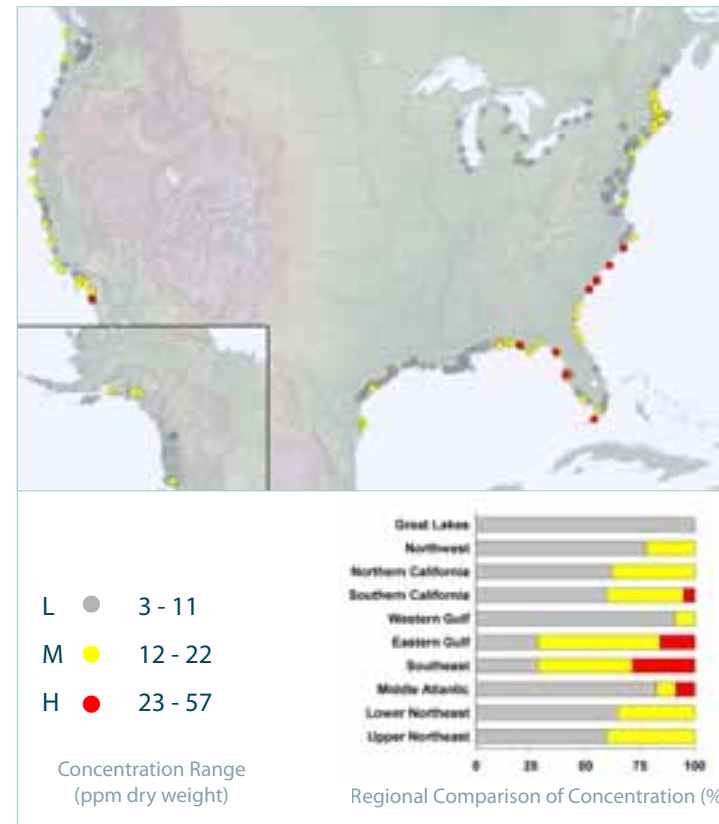 L 3 - 11
M 12 - 22
H 23 - 57
Concentration Range
(ppm dry weight)
Great Lakes
Northwest
Northern California
Southern California
Western Gulf
Eastern Gulf
Southeast
Middle Atlantic
Lower Northeast
Upper Northeast
0 25 50 75 100
Regional Comparison of Concentration (%